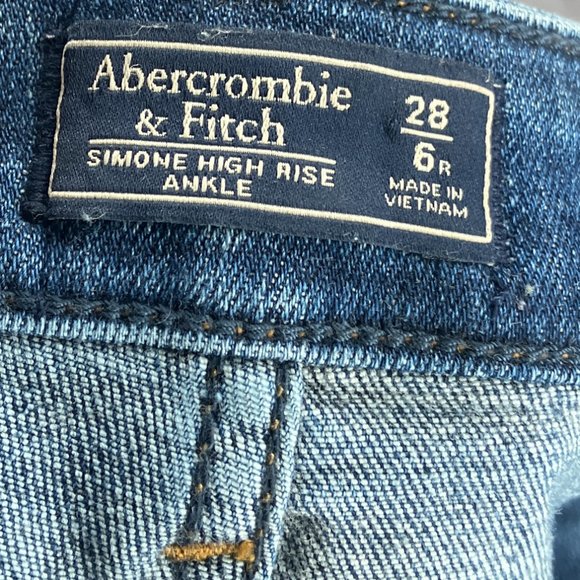 Abercrombie
& Fitch
SIMONE HIGH RISE
ANKLE
28
6R
MADE IN
VIETNAM